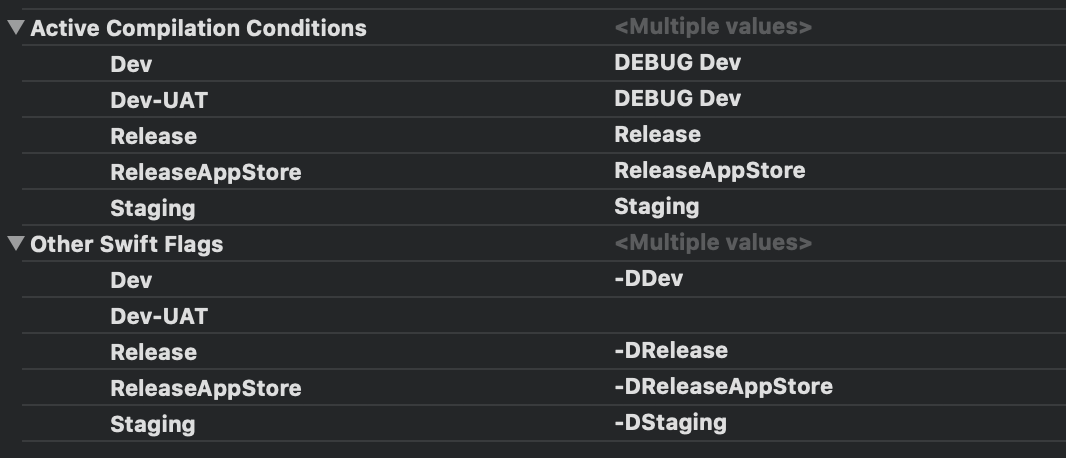 Active Compilation Conditions <Multiple values>
Dev DEBUG Dev
Dev-UAT DEBUG Dev
Release Release
ReleaseAppStore ReleaseAppStore
Staging Staging
Other Swift Flags <Multiple values>
Dev -DDev
Dev-UAT
Release -DRelease
ReleaseAppStore -DReleaseAppStore
Staging -DStaging